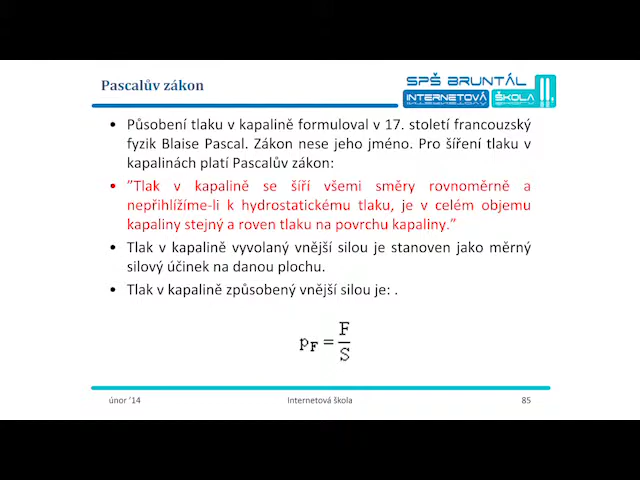 Pascalův zákon
SPŠ BRUNTÁL
INTERNETOVÁ ŠKOLA
• Působení tlaku v kapalině formuloval v 17. století francouzský
fyzik Blaise Pascal. Zákon nese jeho jméno. Pro šíření tlaku v
kapalinách platí Pascalův zákon:
• ”Tlak v kapalině se šíří všemi směry rovnoměrně a
nepřihlížíme-li k hydrostatickému tlaku, je v celém objemu
kapaliny stejný a roven tlaku na povrchu kapaliny.”
• Tlak v kapalině vyvolaný vnější silou je stanoven jako měrný
silový účinek na danou plochu.
• Tlak v kapalině způsobený vnější silou je: .
p_F = F/S
únor ’14
Internetová škola
85